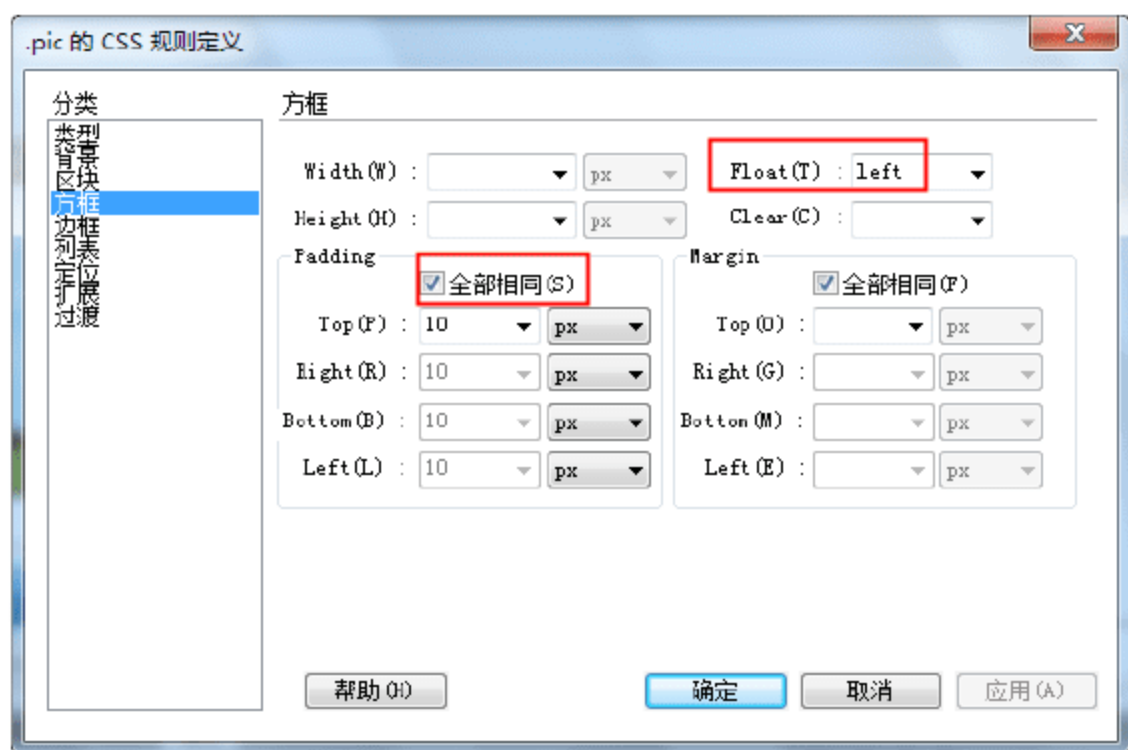 .pic 的 CSS 规则定义
分类
类型
背景
区块
方框
边框
列表
定位
扩展
过渡
方框
Width(W) : px Float(T) : left
Height(H) : px Clear(C) :
Padding Margin
全部相同(S) 全部相同(F)
Top(P) : 10 px Top(O) : px
Right(R) : 10 px Right(G) : px
Bottom(B) : 10 px Bottom(M) : px
Left(L) : 10 px Left(E) : px
帮助(H) 确定 取消 应用(A)